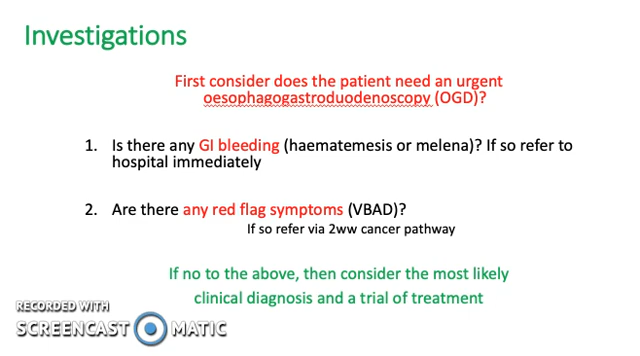 Investigations
First consider does the patient need an urgent
oesophagogastroduodenoscopy (OGD)?
1. Is there any GI bleeding (haematemesis or melena)? If so refer to
hospital immediately
2. Are there any red flag symptoms (VBAD)?
If so refer via 2ww cancer pathway
If no to the above, then consider the most likely
clinical diagnosis and a trial of treatment
RECORDED WITH
SCREENCAST MATIC